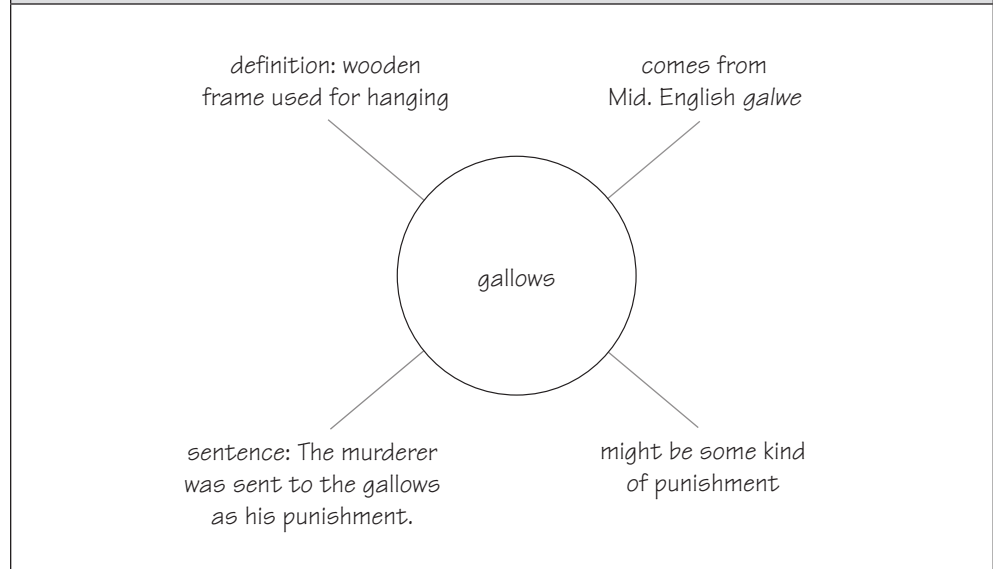 definition: wooden
frame used for hanging
comes from
Mid. English galwe
gallows
sentence: The murderer
was sent to the gallows
as his punishment.
might be some kind
of punishment